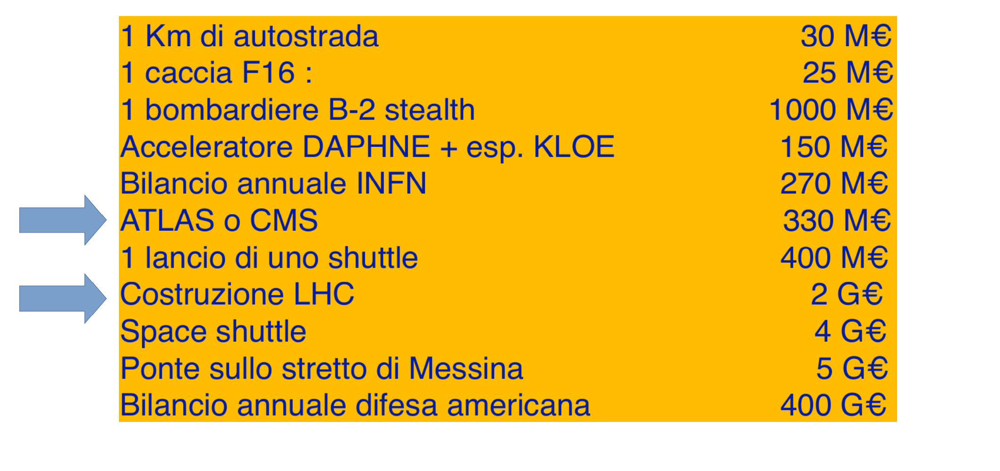 1 Km di autostrada 30 M€
1 caccia F16 : 25 M€
1 bombardiere B-2 stealth 1000 M€
Acceleratore DAPHNE + esp. KLOE 150 M€
Bilancio annuale INFN 270 M€
ATLAS o CMS 330 M€
1 lancio di uno shuttle 400 M€
Costruzione LHC 2 G€
Space shuttle 4 G€
Ponte sullo stretto di Messina 5 G€
Bilancio annuale difesa americana 400 G€